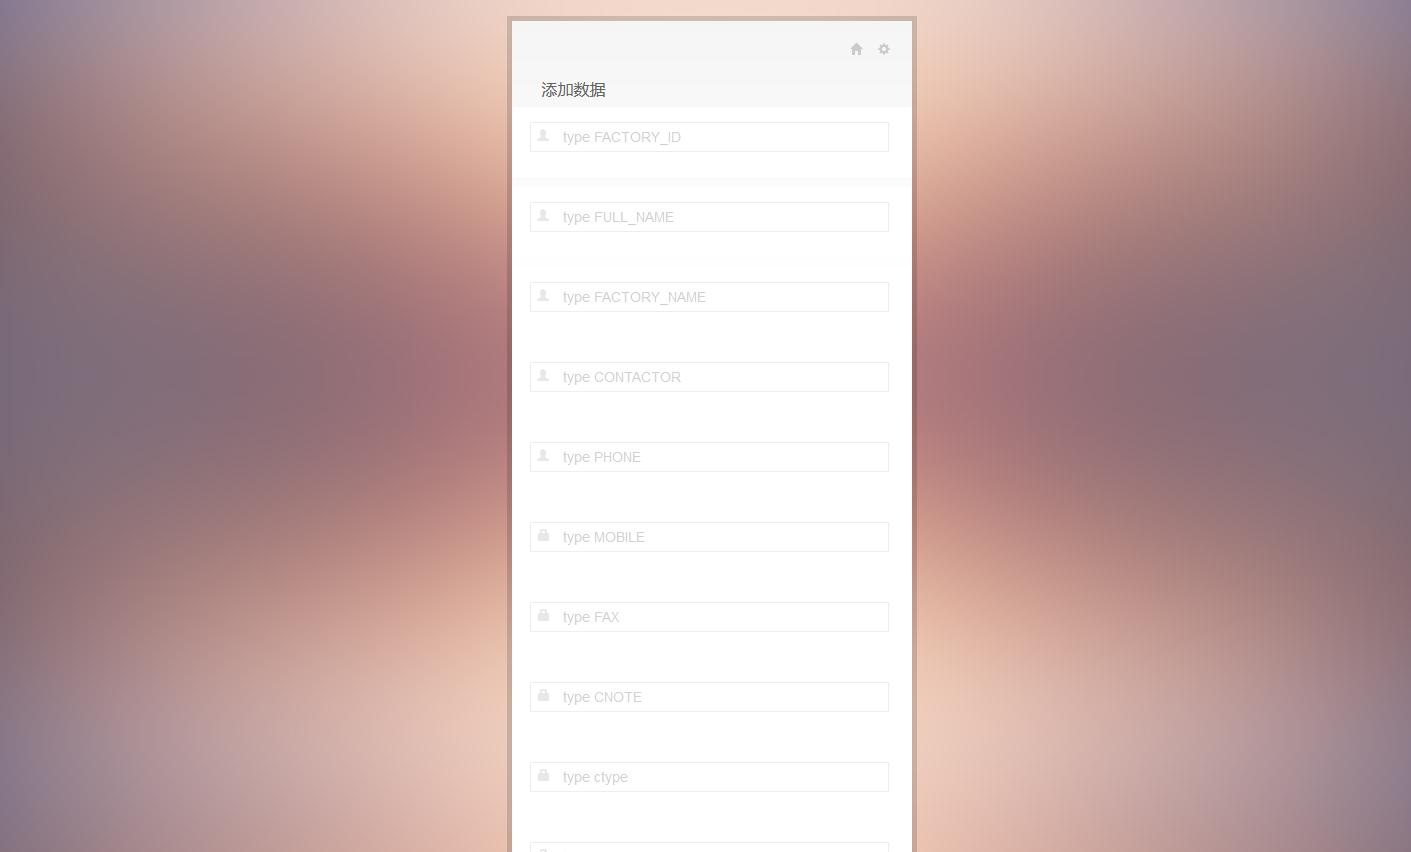 添加数据
type FACTORY_ID
type FULL_NAME
type FACTORY_NAME
type CONTACTOR
type PHONE
type MOBILE
type FAX
type CNOTE
type ctype